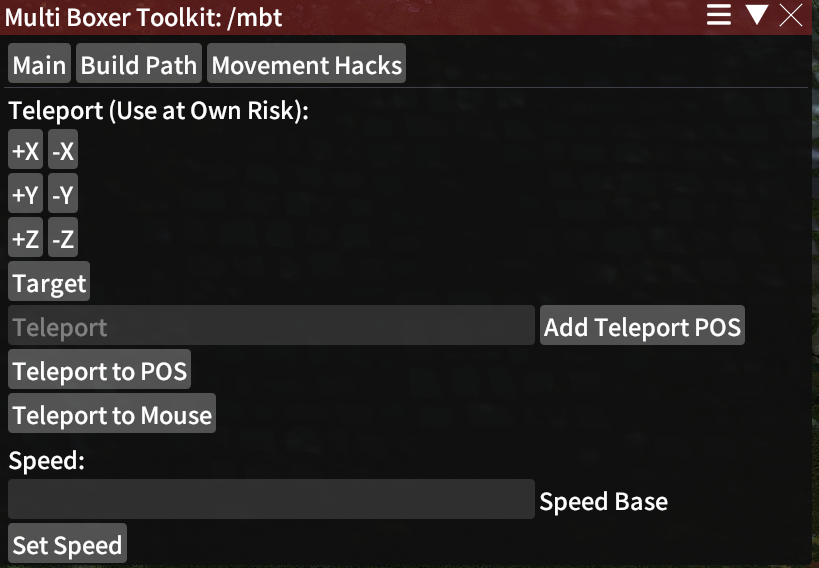 Multi Boxer Toolkit: /mbt
Main Build Path Movement Hacks
Teleport (Use at Own Risk):
+X -X
+Y -Y
+Z -Z
Target
Teleport Add Teleport POS
Teleport to POS
Teleport to Mouse
Speed:
Speed Base
Set Speed